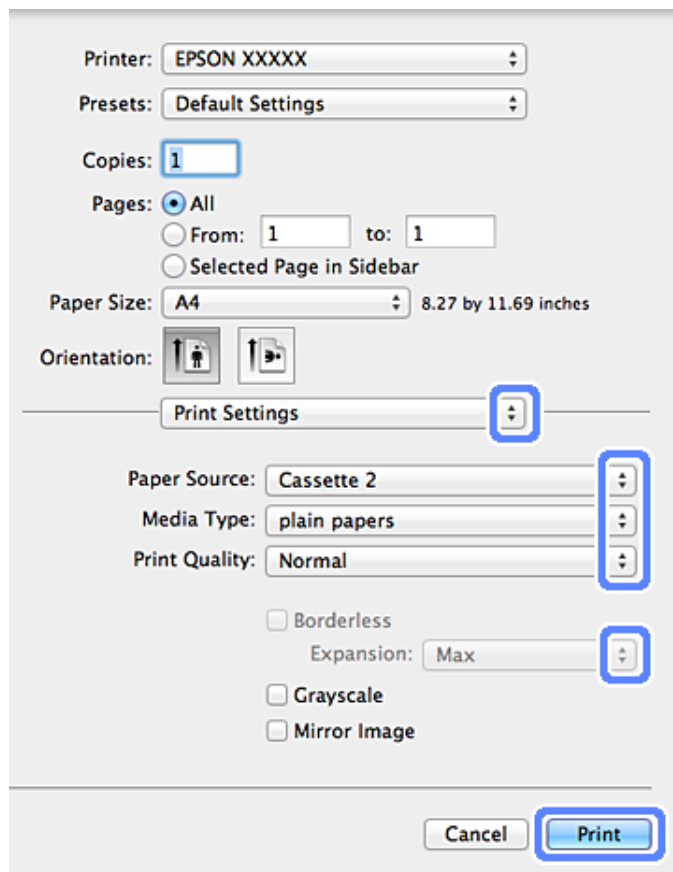 Printer: EPSON XXXXX
Presets: Default Settings
Copies: 1
Pages: All
From: 1 to: 1
Selected Page in Sidebar
Paper Size: A4 8.27 by 11.69 inches
Orientation:
Print Settings
Paper Source: Cassette 2
Media Type: plain papers
Print Quality: Normal
Borderless
Expansion: Max
Grayscale
Mirror Image
Cancel Print